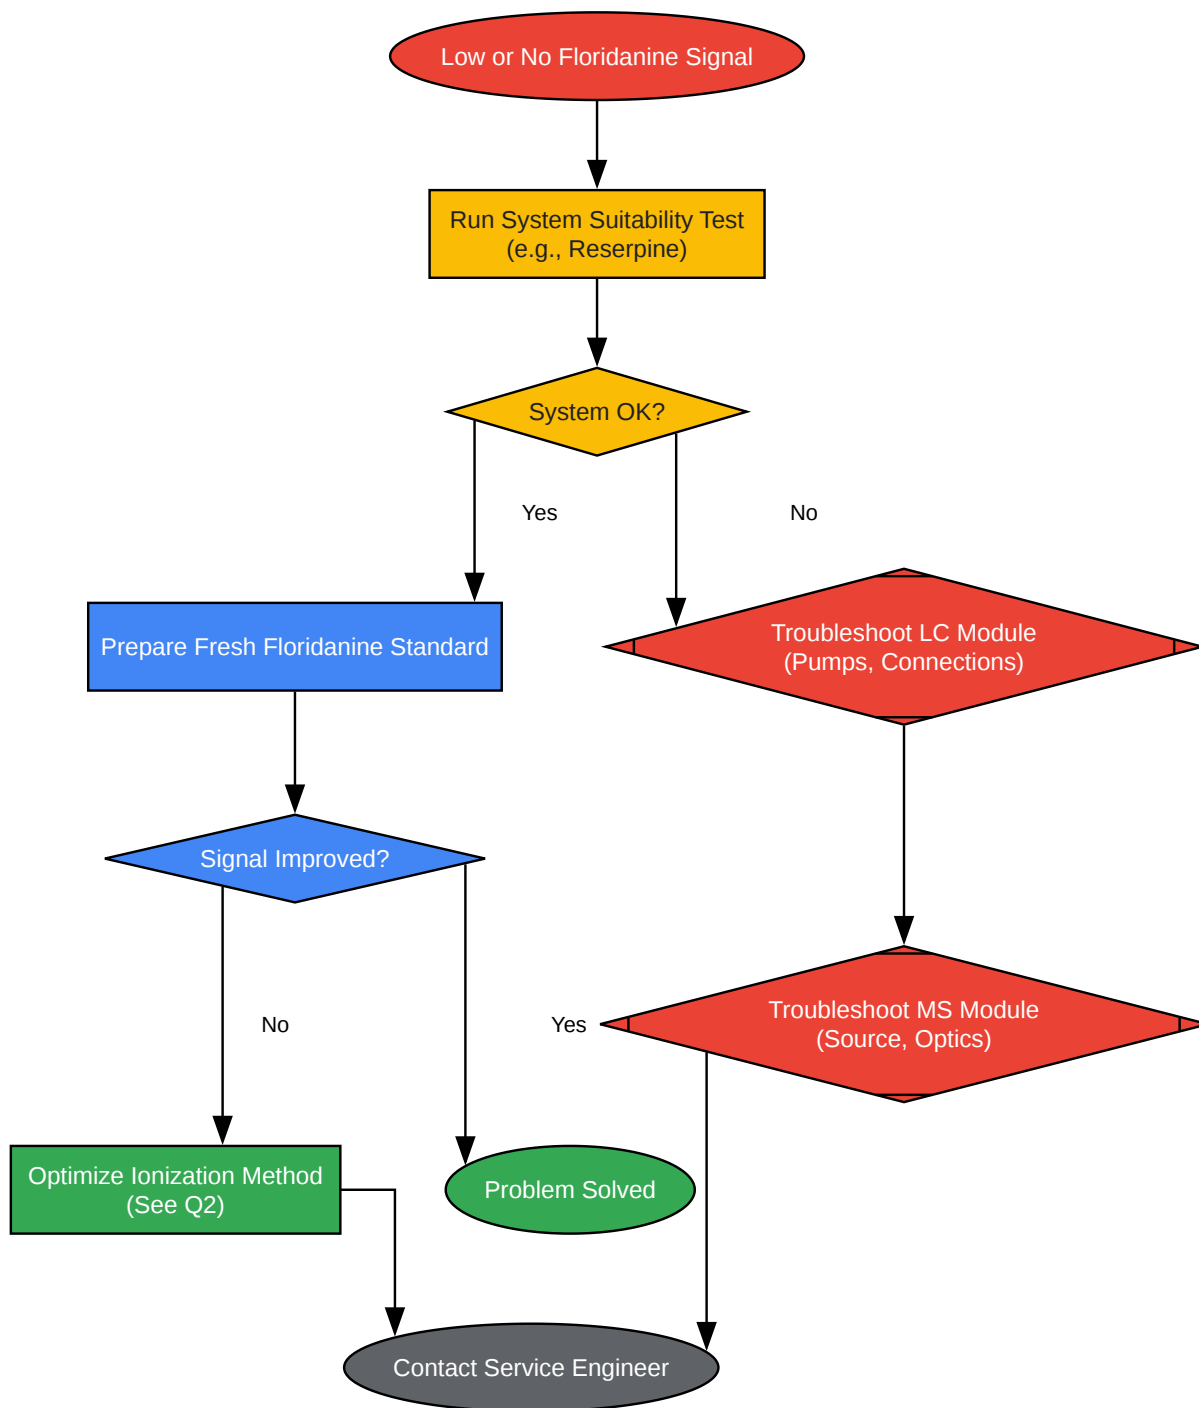 Low or No Floridanine Signal
Run System Suitability Test
(e.g., Reserpine)
System OK?
Yes
No
Prepare Fresh Floridanine Standard
Troubleshoot LC Module
(Pumps, Connections)
Signal Improved?
No
Yes
Troubleshoot MS Module
(Source, Optics)
Optimize Ionization Method
(See Q2)
Problem Solved
Contact Service Engineer